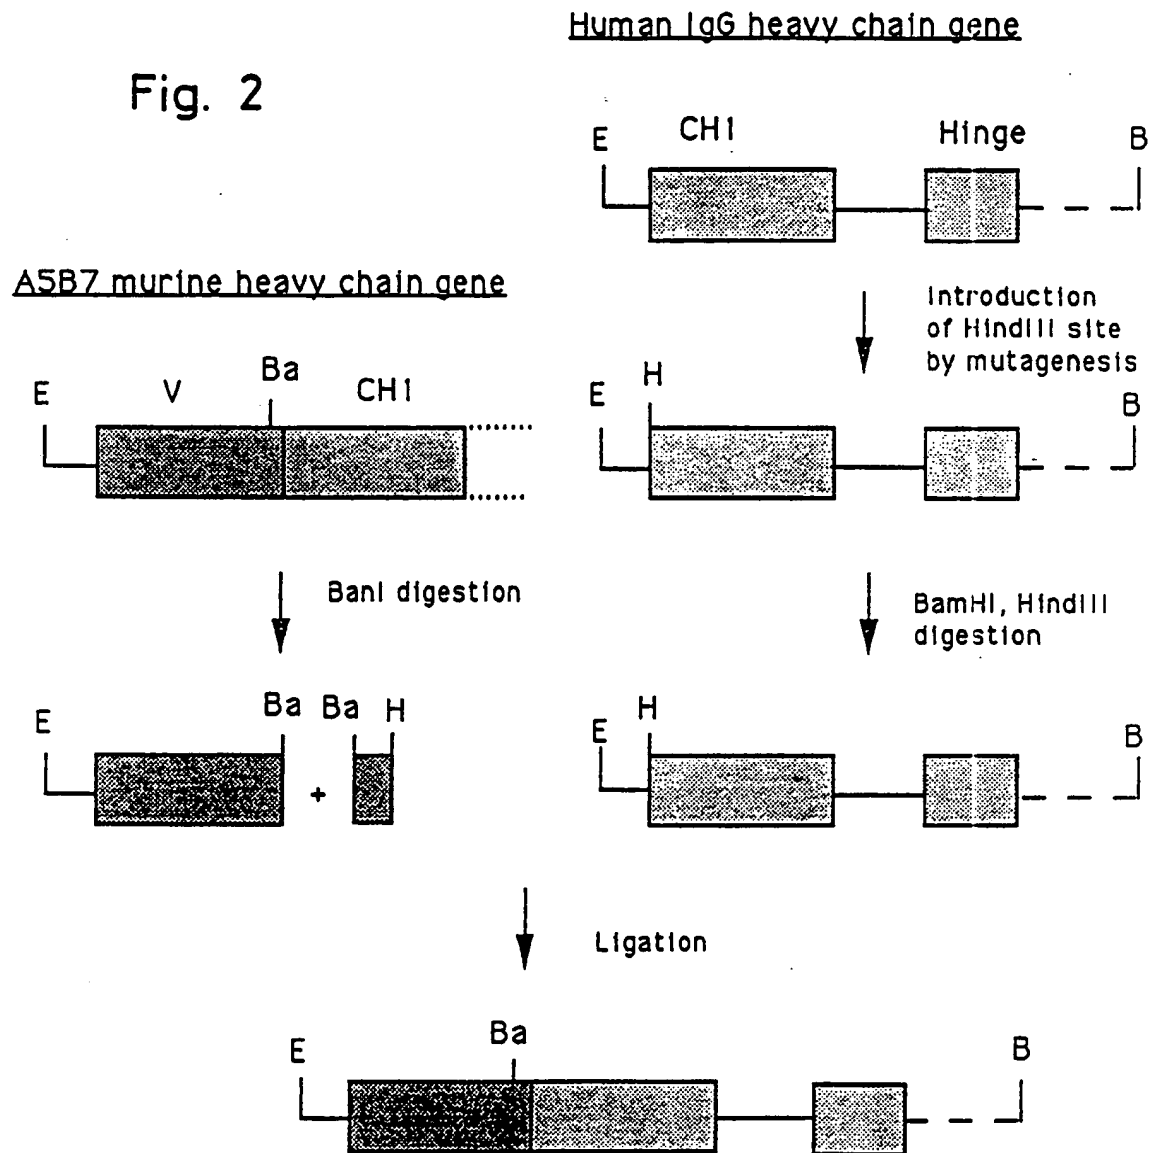 Human IgG heavy chain gene
Fig. 2
E CH1 Hinge B
A5B7 murine heavy chain gene
Introduction
of HindIII site
by mutagenesis
E V Ba CH1
E H B
BanI digestion
BamHI, HindIII
digestion
E Ba Ba H
+
E H B
Ligation
E Ba B